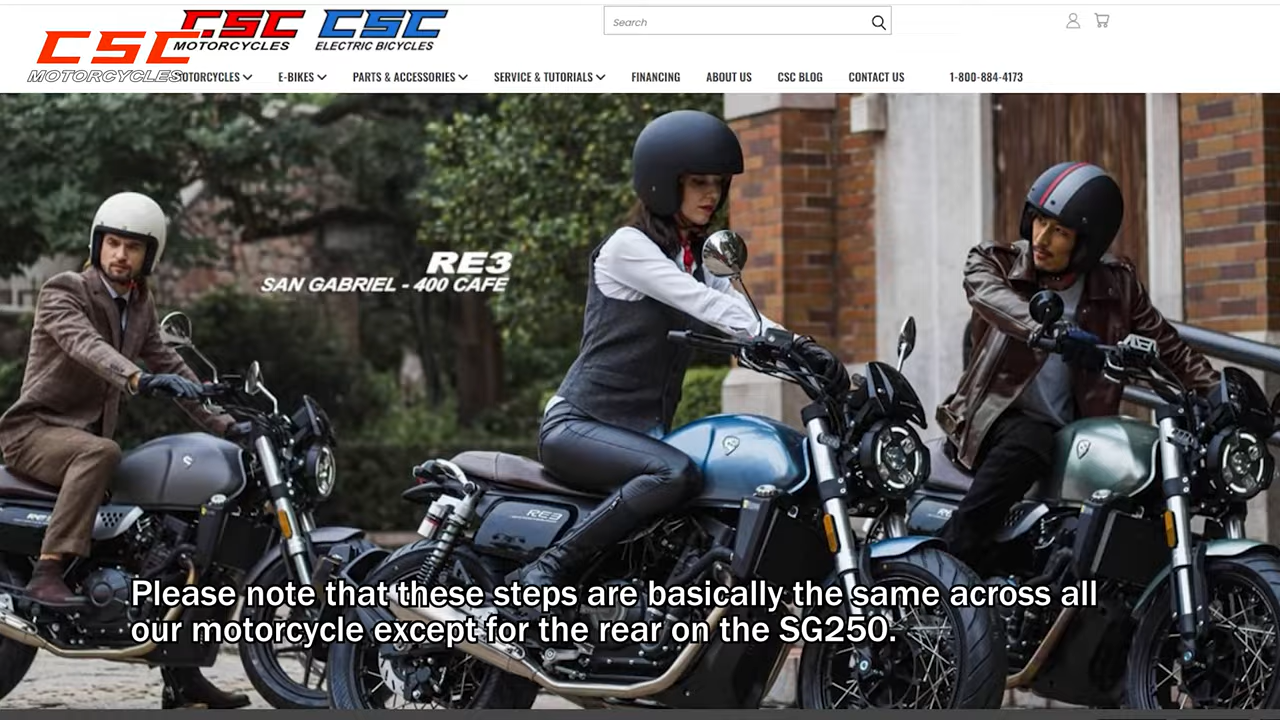 CSC
MOTORCYCLES
CSC
MOTORCYCLES
CSC
ELECTRIC BICYCLES
Search
MOTORCYCLES
E-BIKES
PARTS & ACCESSORIES
SERVICE & TUTORIALS
FINANCING
ABOUT US
CSC BLOG
CONTACT US
1-800-884-4173
RE3
SAN GABRIEL - 400 CAFE
RE3
Please note that these steps are basically the same across all
our motorcycle except for the rear on the SG250.